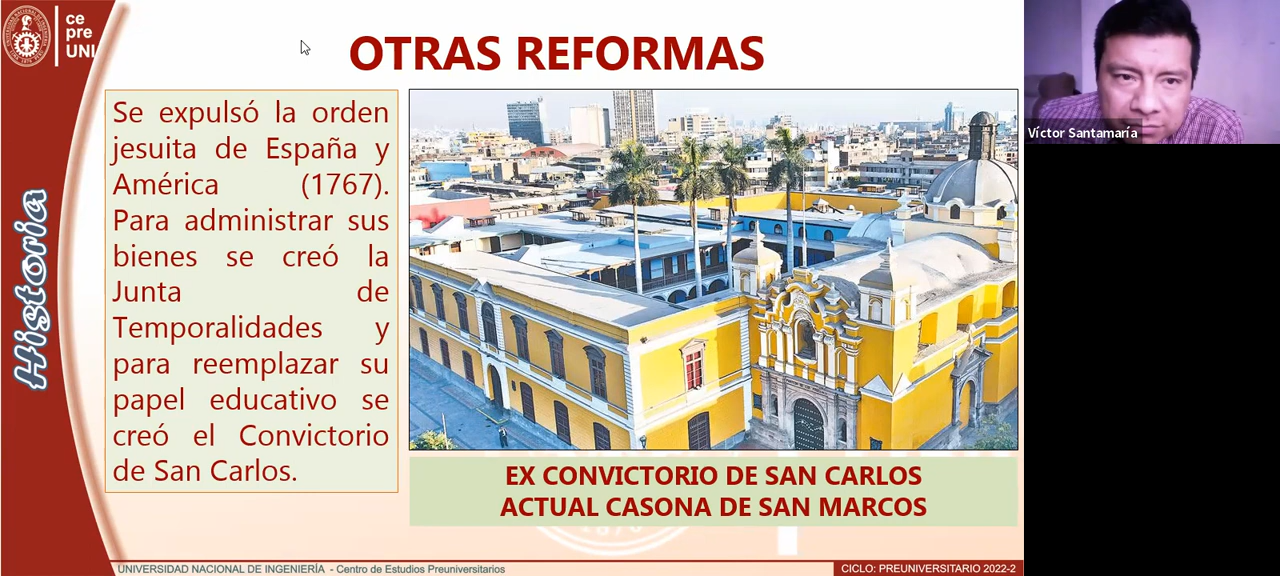 ce
pre
UNI
OTRAS REFORMAS
Se expulsó la orden
jesuita de España y
América (1767).
Para administrar sus
bienes se creó la
Junta de
Temporalidades y
para reemplazar su
papel educativo se
creó el Convictorio
de San Carlos.
Historia
EX CONVICTORIO DE SAN CARLOS
ACTUAL CASONA DE SAN MARCOS
UNIVERSIDAD NACIONAL DE INGENIERÍA - Centro de Estudios Preuniversitarios
CICLO: PREUNIVERSITARIO 2022-2
Víctor Santamaría